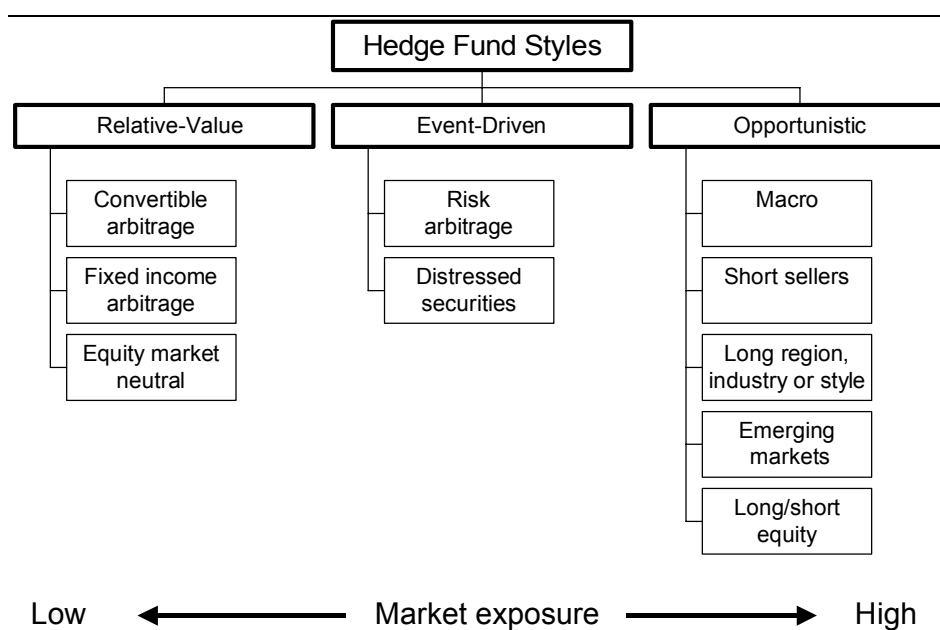 Hedge Fund Styles
Relative-Value
Event-Driven
Opportunistic
Convertible
arbitrage
Fixed income
arbitrage
Equity market
neutral
Risk
arbitrage
Distressed
securities
Macro
Short sellers
Long region,
industry or style
Emerging
markets
Long/short
equity
Low
Market exposure
High